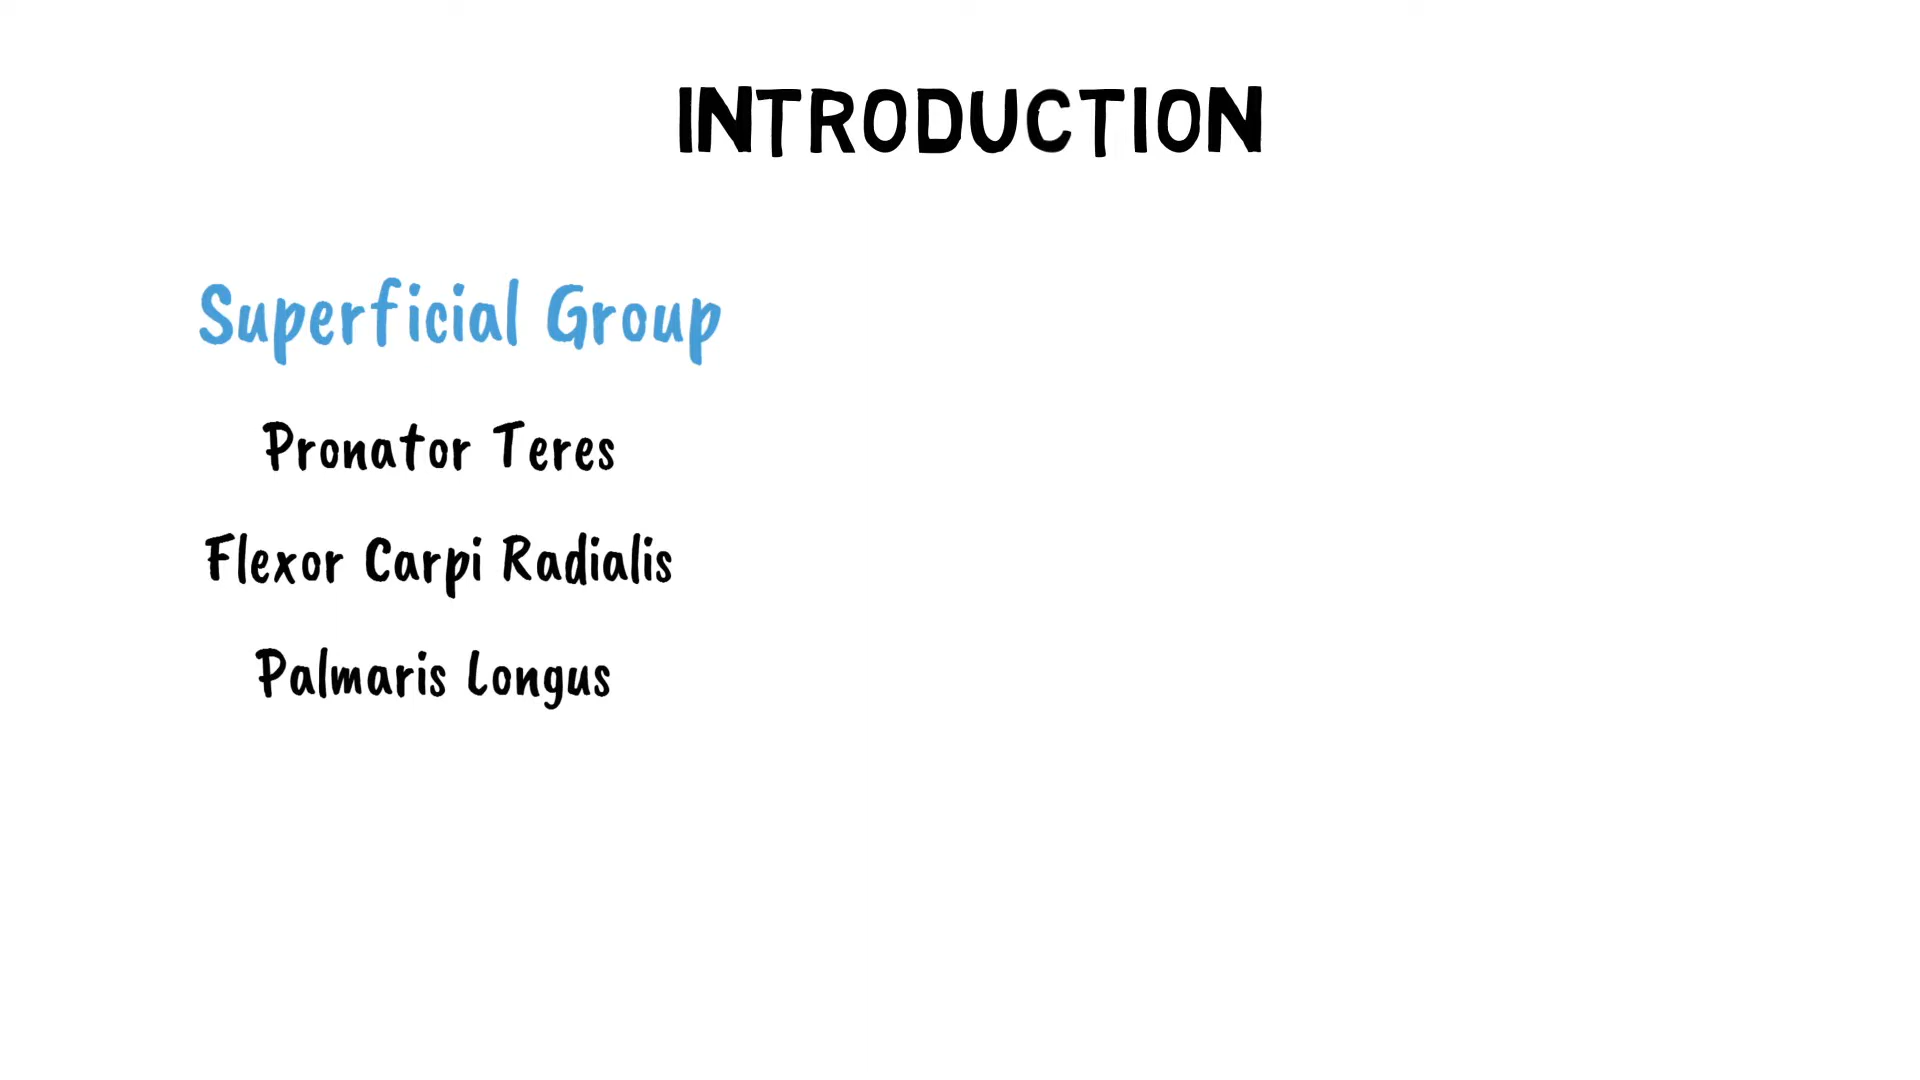 INTRODUCTION
Superficial Group
Pronator Teres
Flexor Carpi Radialis
Palmaris Longus